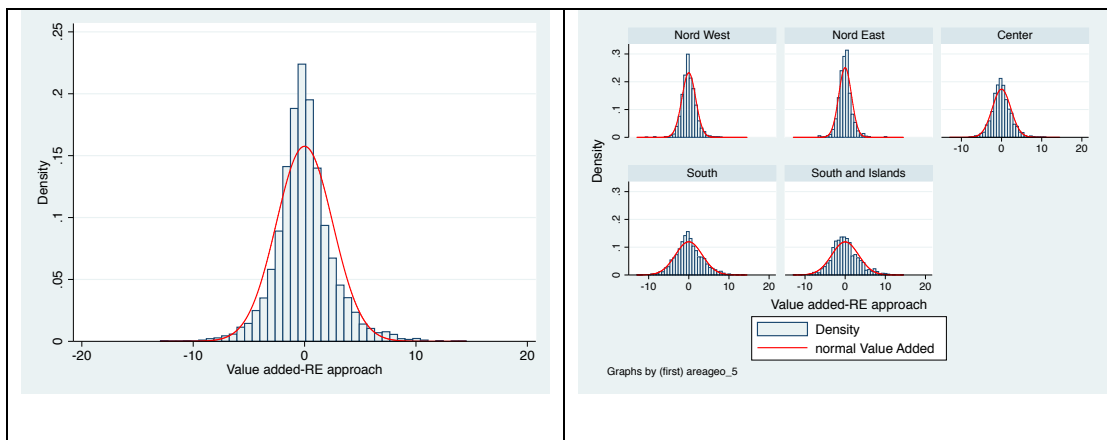 .25
.2
.15
.1
.05
0
Density
-20 -10 0 10 20
Value added-RE approach
Nord West Nord East Center
.3
.2
.1
0
-10 0 10 20
South South and Islands
.3
.2
.1
0
-10 0 10 20 -10 0 10 20
Density
Value added-RE approach
Density
normal Value Added
Graphs by (first) areageo_5